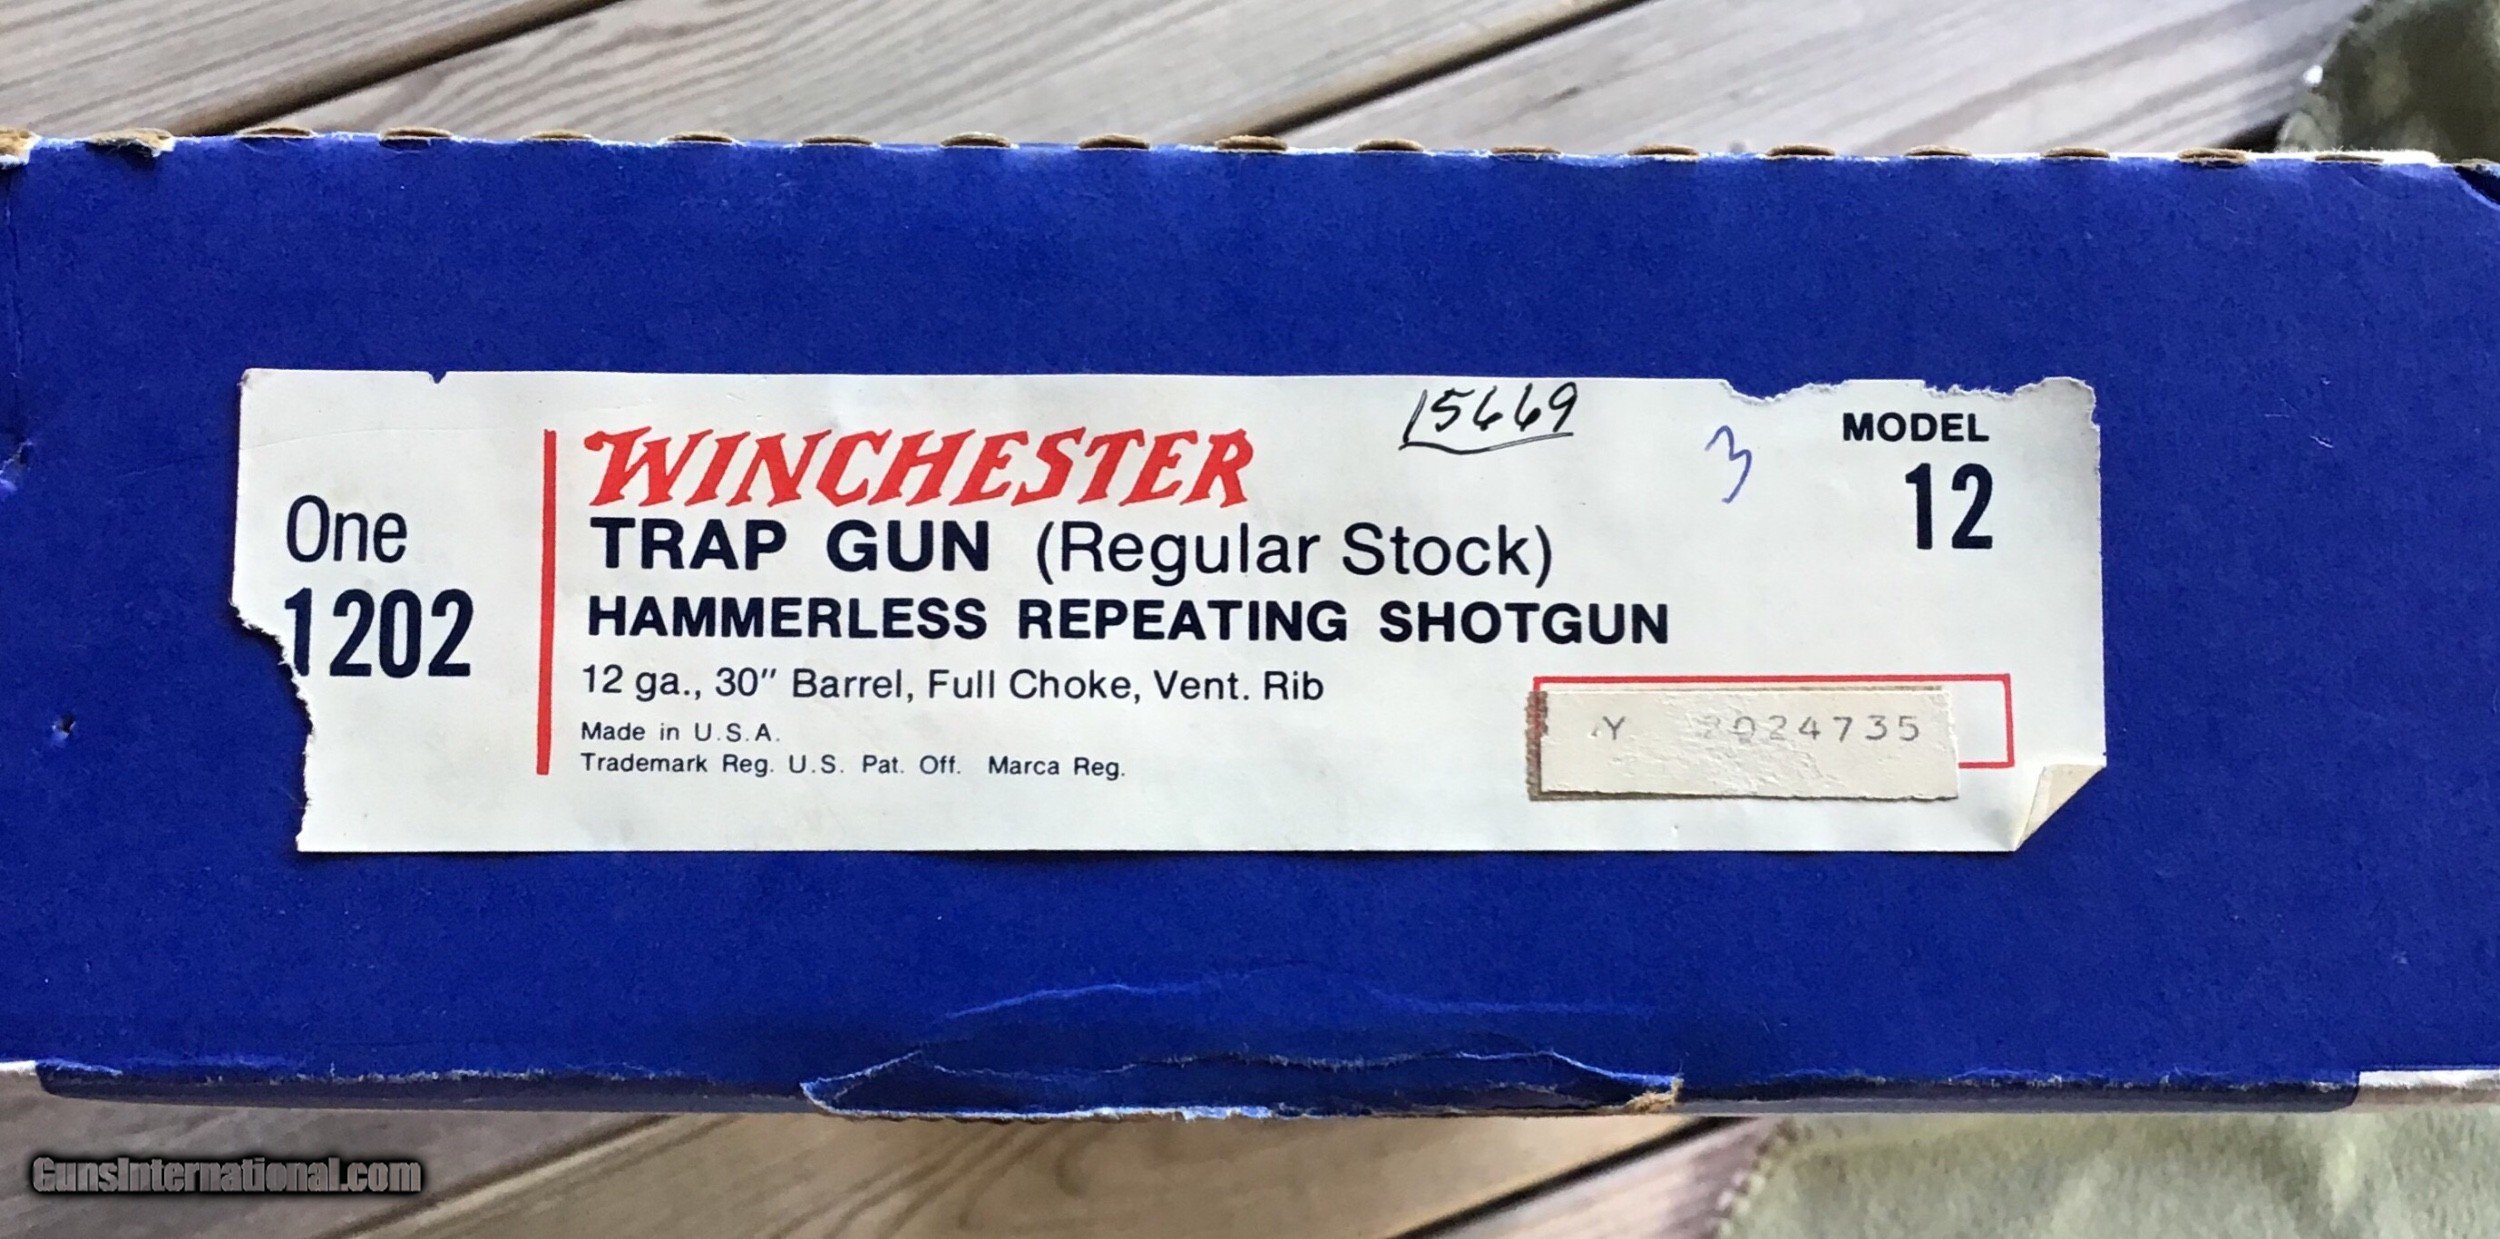 15669
3
MODEL
12
One
1202
WINCHESTER
TRAP GUN (Regular Stock)
HAMMERLESS REPEATING SHOTGUN
12 ga., 30" Barrel, Full Choke, Vent. Rib
Made in U.S.A.
Trademark Reg. U.S. Pat. Off. Marca Reg.
Y 2024735
GunsInternational.com